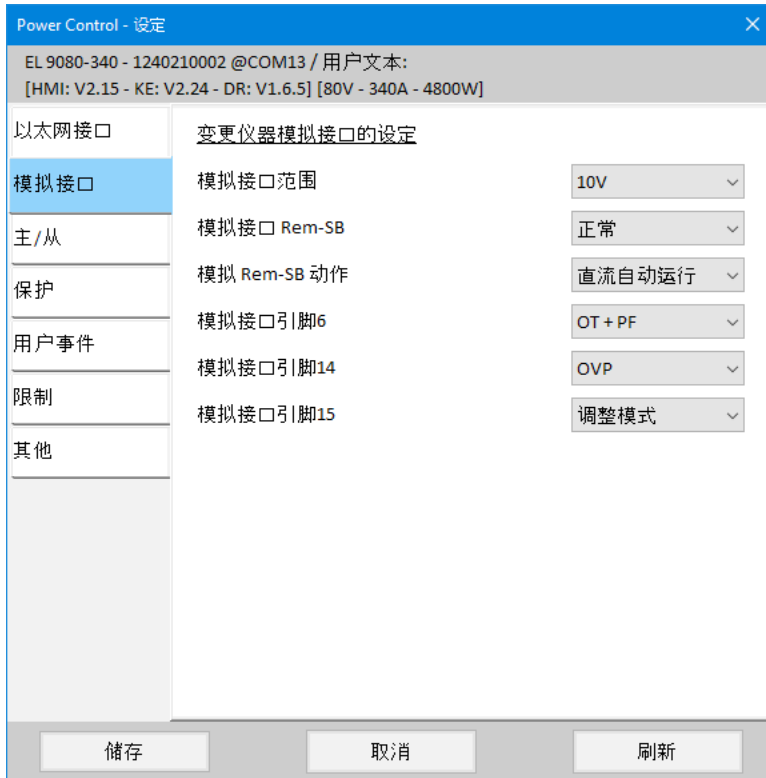 Power Control - 设定
EL 9080-340 - 1240210002 @COM13 / 用户文本:
[HMI: V2.15 - KE: V2.24 - DR: V1.6.5] [80V - 340A - 4800W]
以太网接口
模拟接口
主/从
保护
用户事件
限制
其他
变更仪器模拟接口的设定
模拟接口范围 10V
模拟接口 Rem-SB 正常
模拟 Rem-SB 动作 直流自动运行
模拟接口引脚6 OT + PF
模拟接口引脚14 OVP
模拟接口引脚15 调整模式
储存 取消 刷新